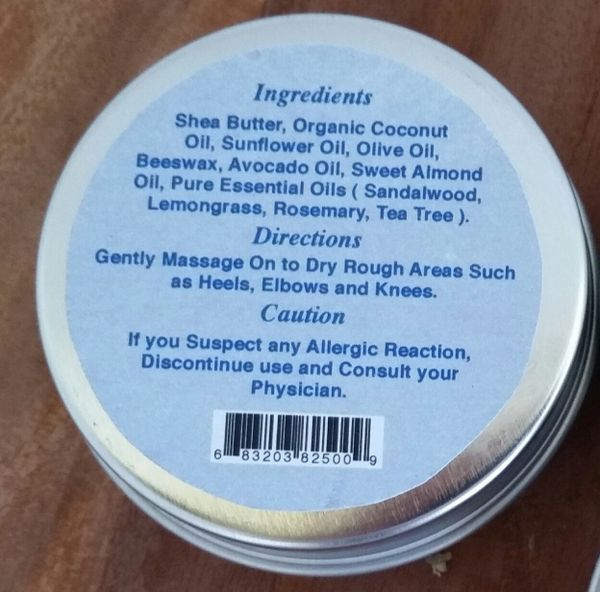 Ingredients
Shea Butter, Organic Coconut
Oil, Sunflower Oil, Olive Oil,
Beeswax, Avocado Oil, Sweet Almond
Oil, Pure Essential Oils ( Sandalwood,
Lemongrass, Rosemary, Tea Tree ).
Directions
Gently Massage On to Dry Rough Areas Such
as Heels, Elbows and Knees.
Caution
If you Suspect any Allergic Reaction,
Discontinue use and Consult your
Physician.
6 83203 82500 9